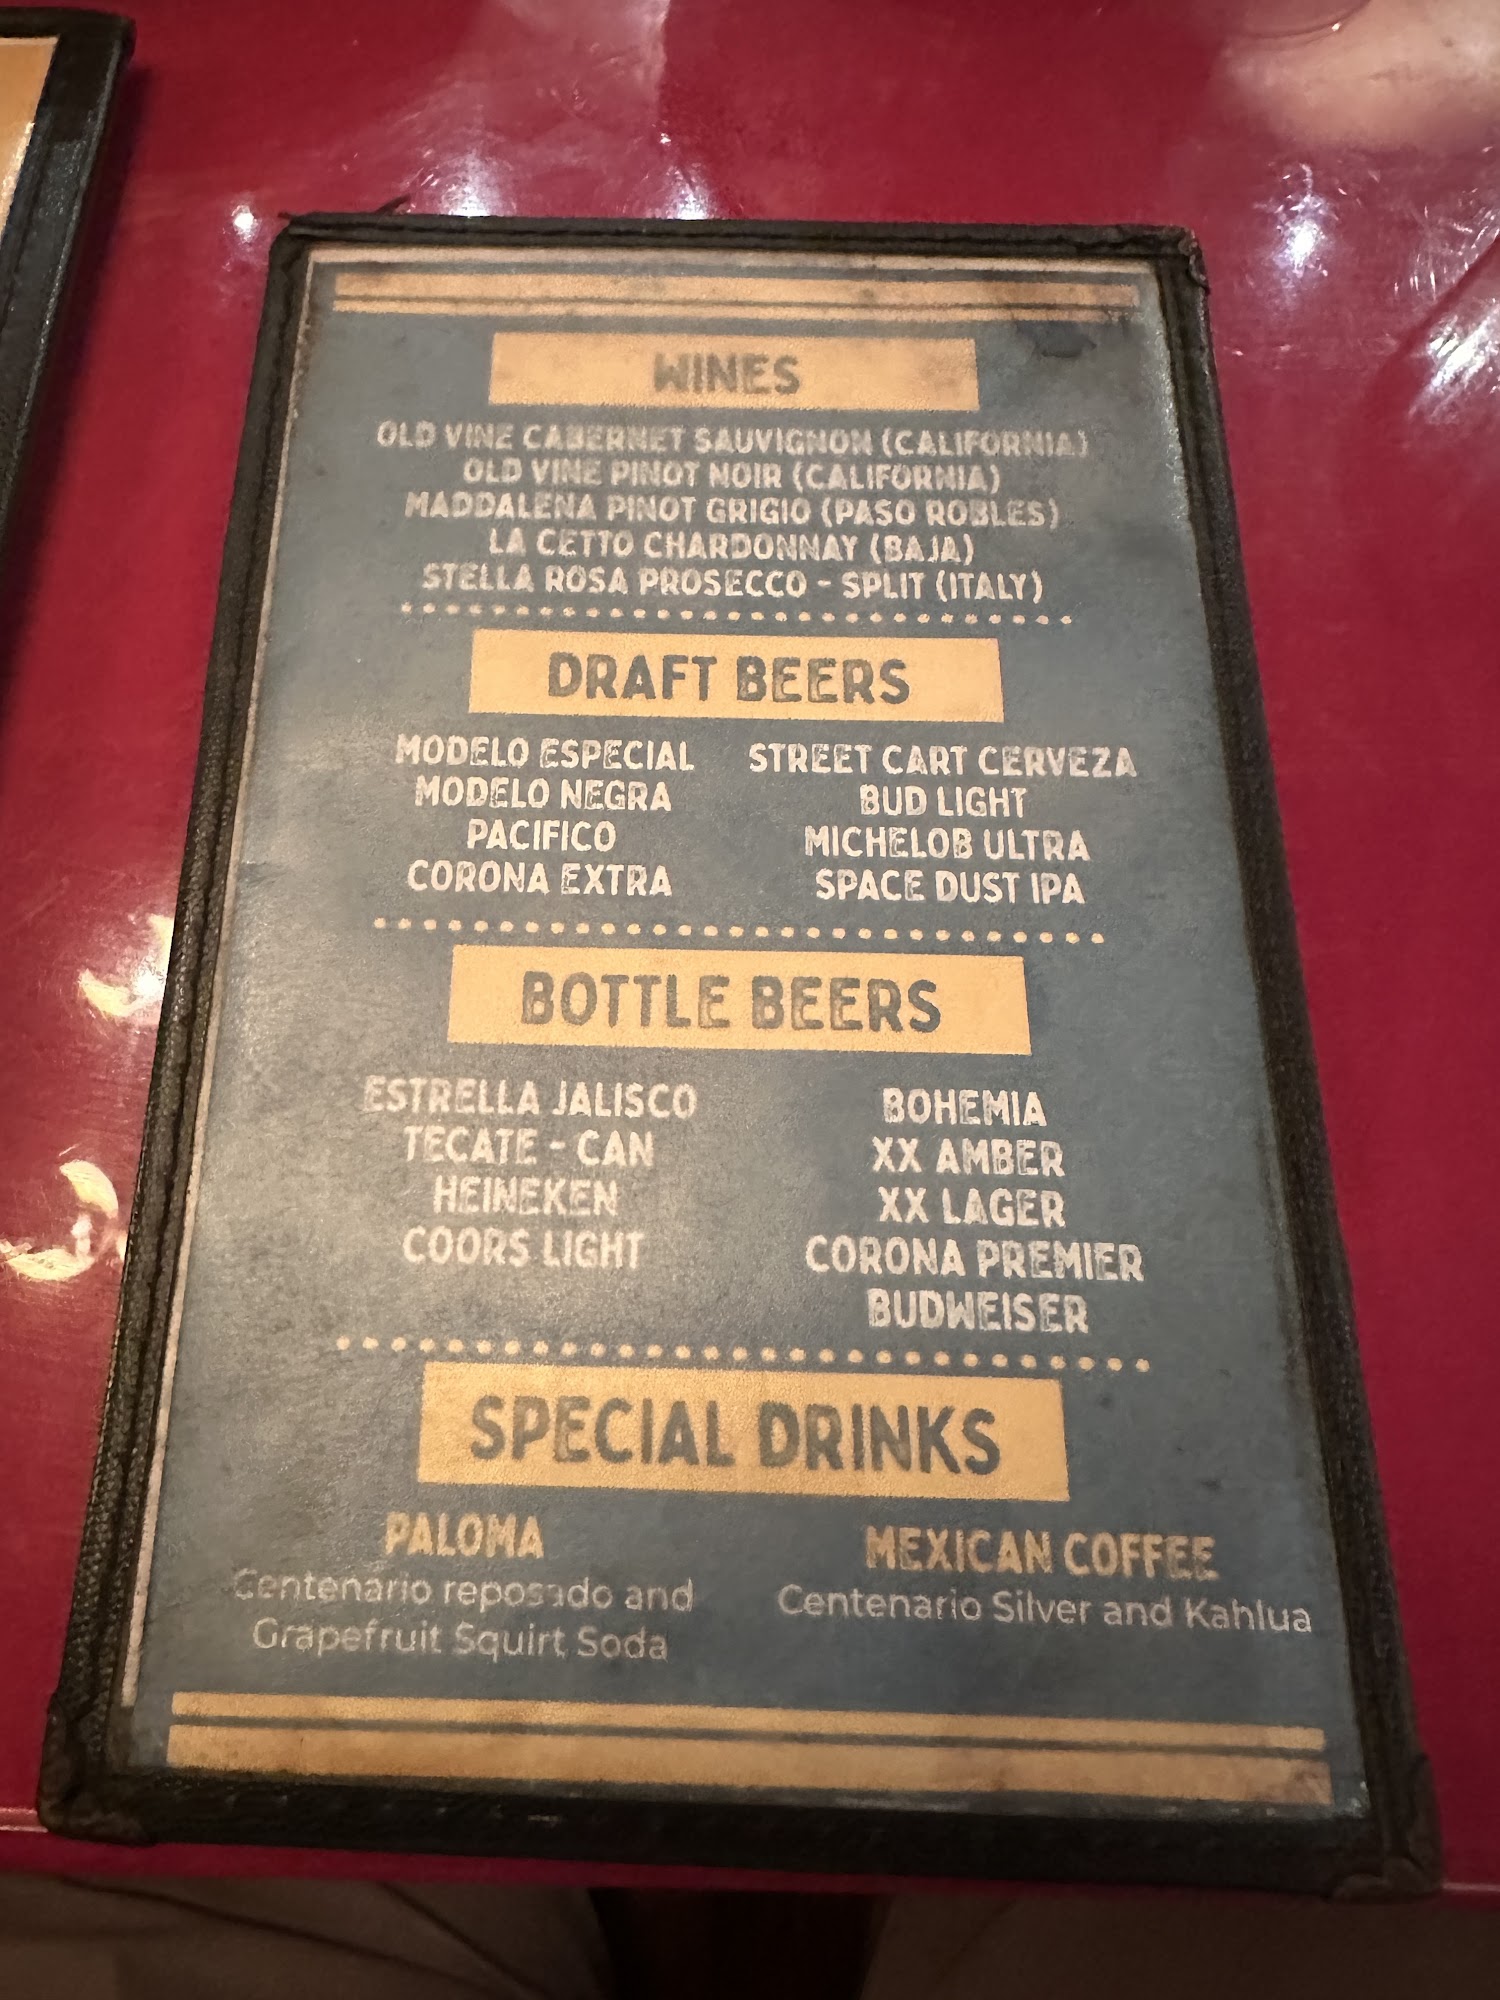 WINES
OLD VINE CABERNET SAUVIGNON (CALIFORNIA)
OLD VINE PINOT NOIR (CALIFORNIA)
MADDALENA PINOT GRIGIO (PASO ROBLES)
LA CETTO CHARDONNAY (BAJA)
STELLA ROSA PROSECCO - SPLIT (ITALY)
DRAFT BEERS
MODELO ESPECIAL
MODELO NEGRA
PACIFICO
CORONA EXTRA
STREET CART CERVEZA
BUD LIGHT
MICHELOB ULTRA
SPACE DUST IPA
BOTTLE BEERS
ESTRELLA JALISCO
TECATE - CAN
HEINEKEN
COORS LIGHT
BOHEMIA
XX AMBER
XX LAGER
CORONA PREMIER
BUDWEISER
SPECIAL DRINKS
PALOMA
Centenario reposado and
Grapefruit Squirt Soda
MEXICAN COFFEE
Centenario Silver and Kahlua